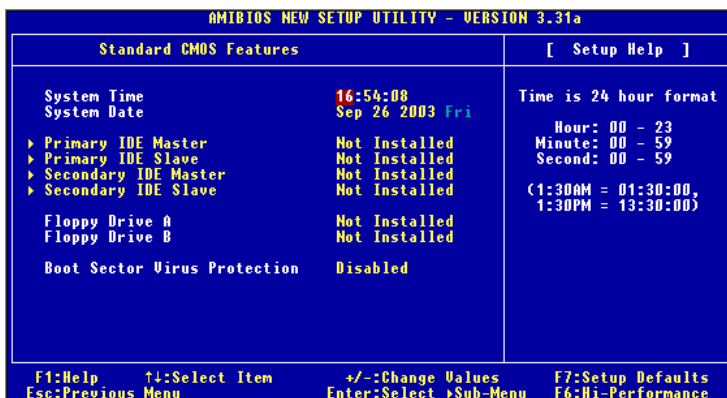 AMIBIOS NEW SETUP UTILITY - VERSION 3.31a
Standard CMOS Features
[ Setup Help ]
System Time 16:54:08
System Date Sep 26 2003 Fri
▸ Primary IDE Master Not Installed
▸ Primary IDE Slave Not Installed
▸ Secondary IDE Master Not Installed
▸ Secondary IDE Slave Not Installed
Floppy Drive A Not Installed
Floppy Drive B Not Installed
Boot Sector Virus Protection Disabled
Time is 24 hour format
Hour: 00 - 23
Minute: 00 - 59
Second: 00 - 59
(1:30AM = 01:30:00,
1:30PM = 13:30:00)
F1:Help ↑↓:Select Item +/-:Change Values F7:Setup Defaults
Esc:Previous Menu Enter:Select ▸Sub-Menu F6:Hi-Performance